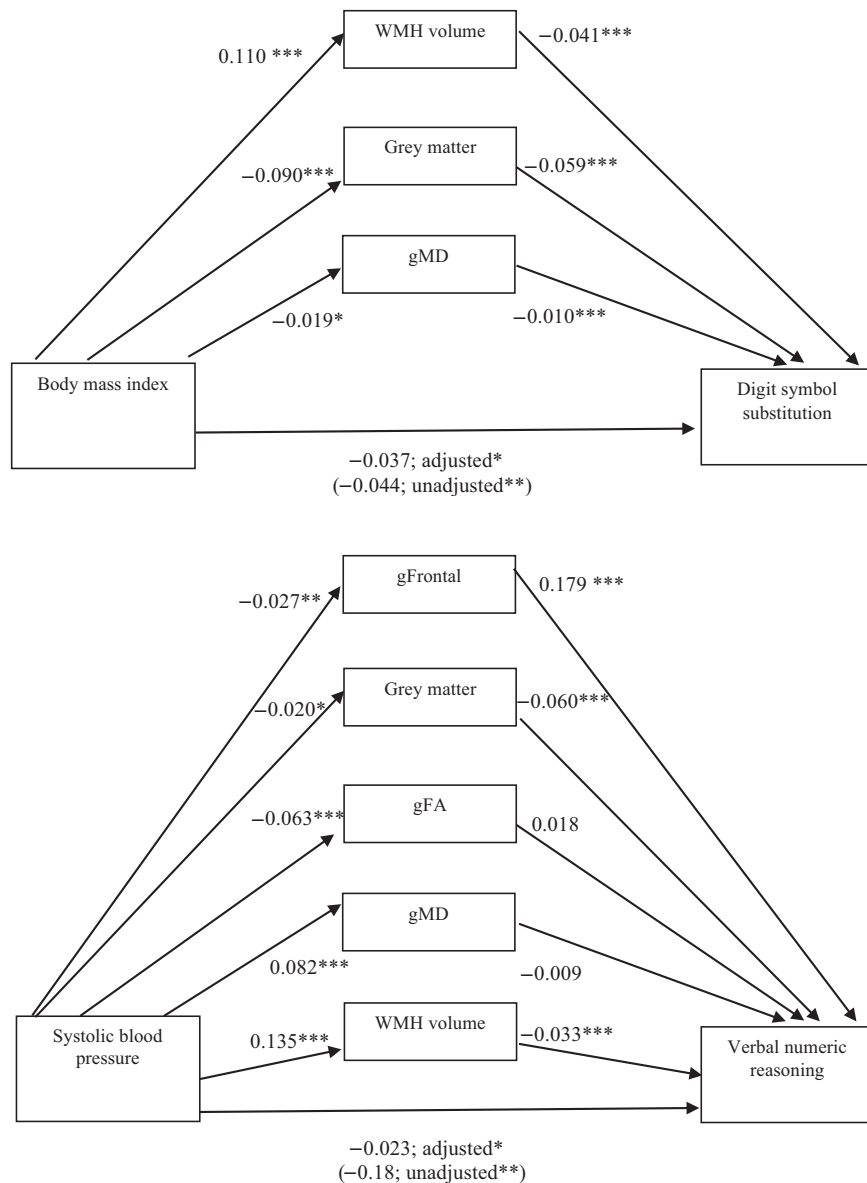 WMH volume
0.110 ***
−0.041***
Grey matter
−0.090***
−0.059***
gMD
−0.019*
−0.010***
Body mass index
Digit symbol
substitution
−0.037; adjusted*
(−0.044; unadjusted**)
gFrontal
−0.027**
0.179 ***
Grey matter
−0.020*
−0.060***
gFA
−0.063***
0.018
gMD
0.082***
−0.009
WMH volume
0.135***
−0.033***
Systolic blood
pressure
Verbal numeric
reasoning
−0.023; adjusted*
(−0.18; unadjusted**)